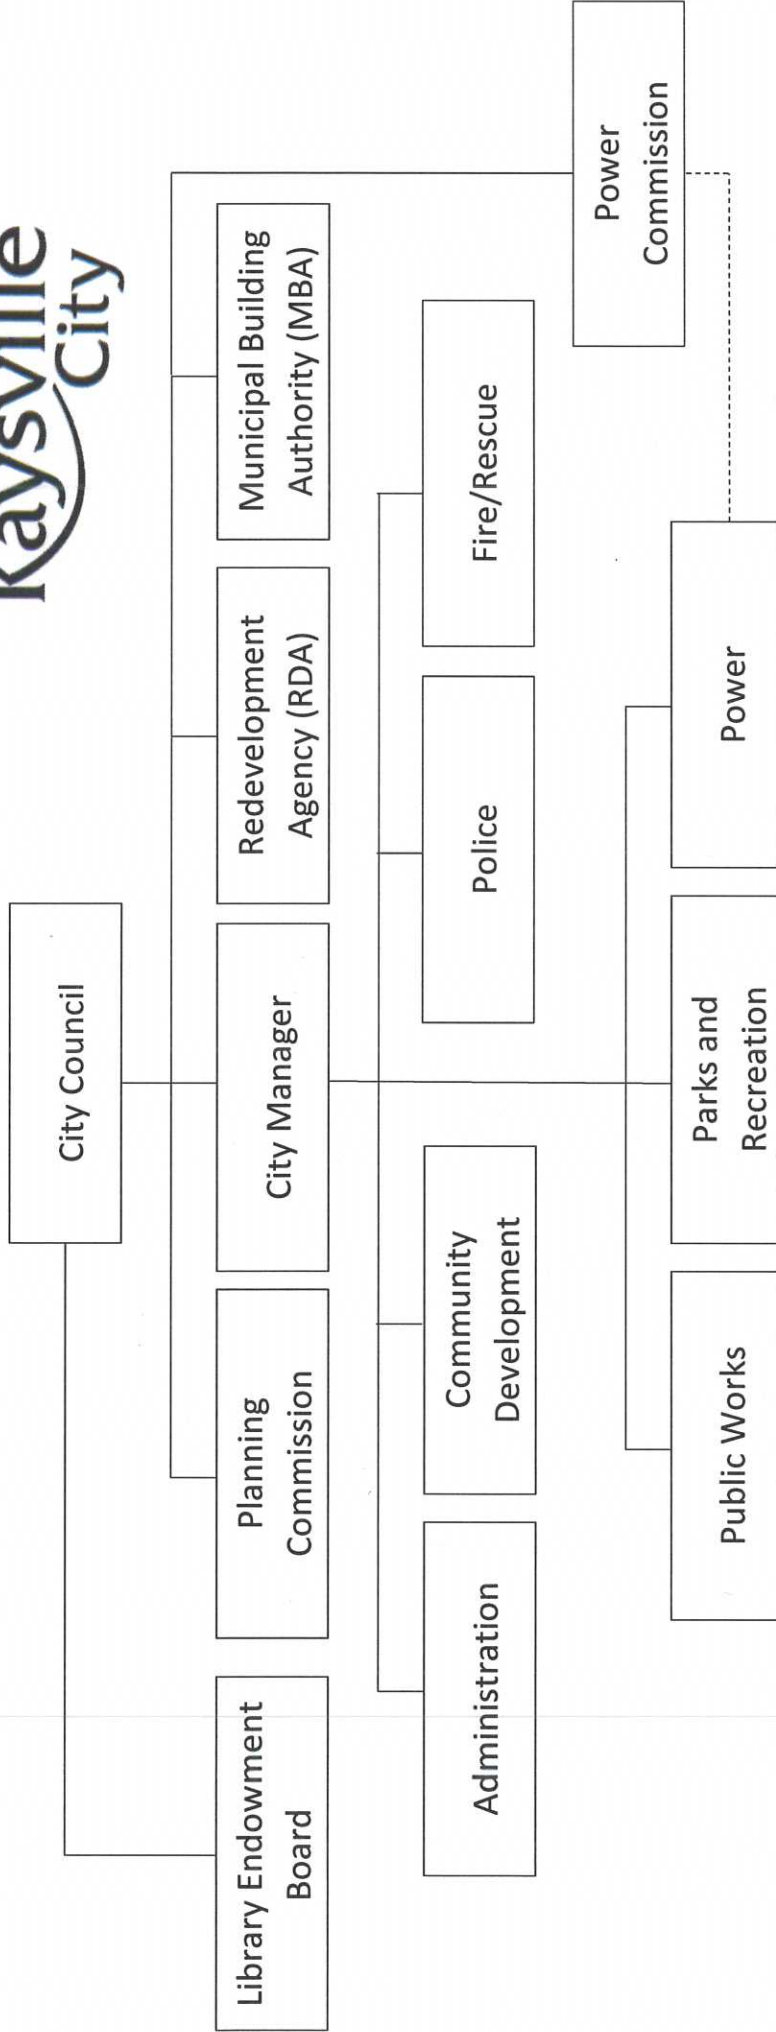 Kaysville
City
City Council
Library Endowment
Board
Planning
Commission
City Manager
Redevelopment
Agency (RDA)
Municipal Building
Authority (MBA)
Administration
Community
Development
Police
Fire/Rescue
Power
Commission
Public Works
Parks and
Recreation
Power